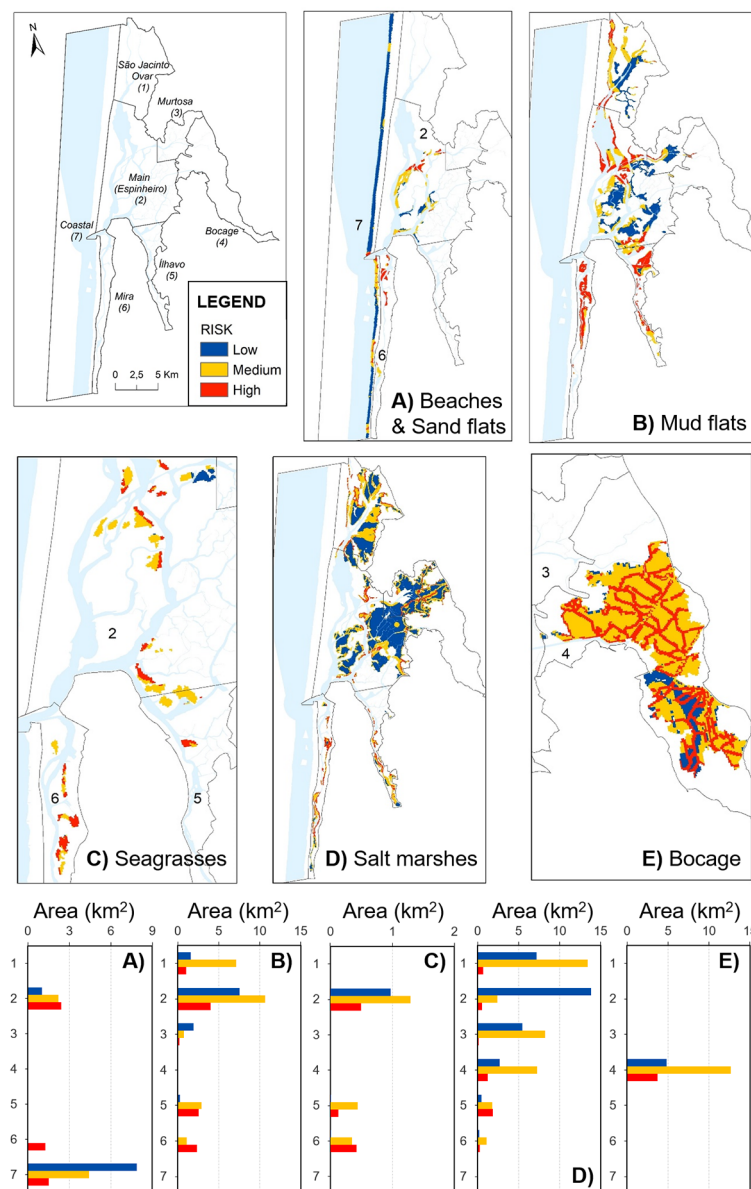 N
São Jacinto
Ovar
(1)
Murtosa
(3)
Main
(Espinheiro)
(2)
Coastal
(7)
Bocage
(4)
Ílhavo
(5)
Mira
(6)
LEGEND
RISK
Low
Medium
High
0 2,5 5 Km
2
7
6
A) Beaches
& Sand flats
B) Mud flats
2
6
5
C) Seagrasses
D) Salt marshes
3
4
E) Bocage
Area (km2) Area (km2) Area (km2) Area (km2) Area (km2)
0 3 6 9 0 5 10 15 0 1 2 0 5 10 15 0 5 10 15
A) B) C) E)
1 1 1 1 1
2 2 2 2 2
3 3 3 3 3
4 4 4 4 4
5 5 5 5 5
6 6 6 6 6
7 7 7 7 D) 7